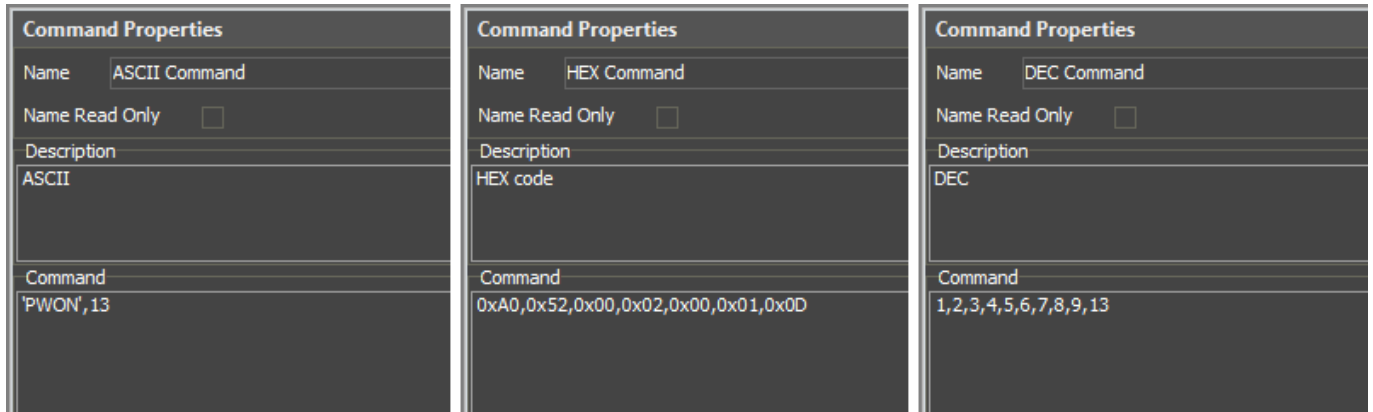 Command Properties
Name ASCII Command
Name Read Only
Description
ASCII
Command
'PWON',13
Command Properties
Name HEX Command
Name Read Only
Description
HEX code
Command
0xA0,0x52,0x00,0x02,0x00,0x01,0x0D
Command Properties
Name DEC Command
Name Read Only
Description
DEC
Command
1,2,3,4,5,6,7,8,9,13